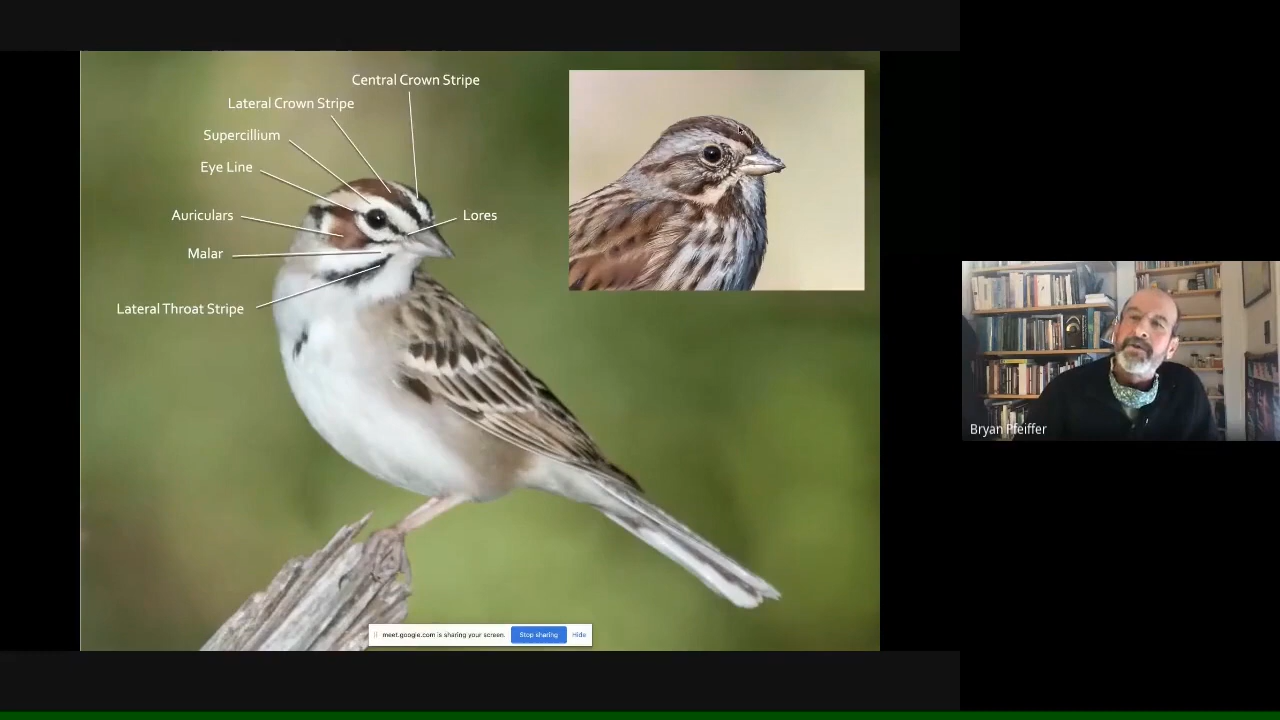 Central Crown Stripe
Lateral Crown Stripe
Supercillium
Eye Line
Auriculars
Lores
Malar
Lateral Throat Stripe
Bryan Pfeiffer
meet.google.com is sharing your screen.
Stop sharing
Hide